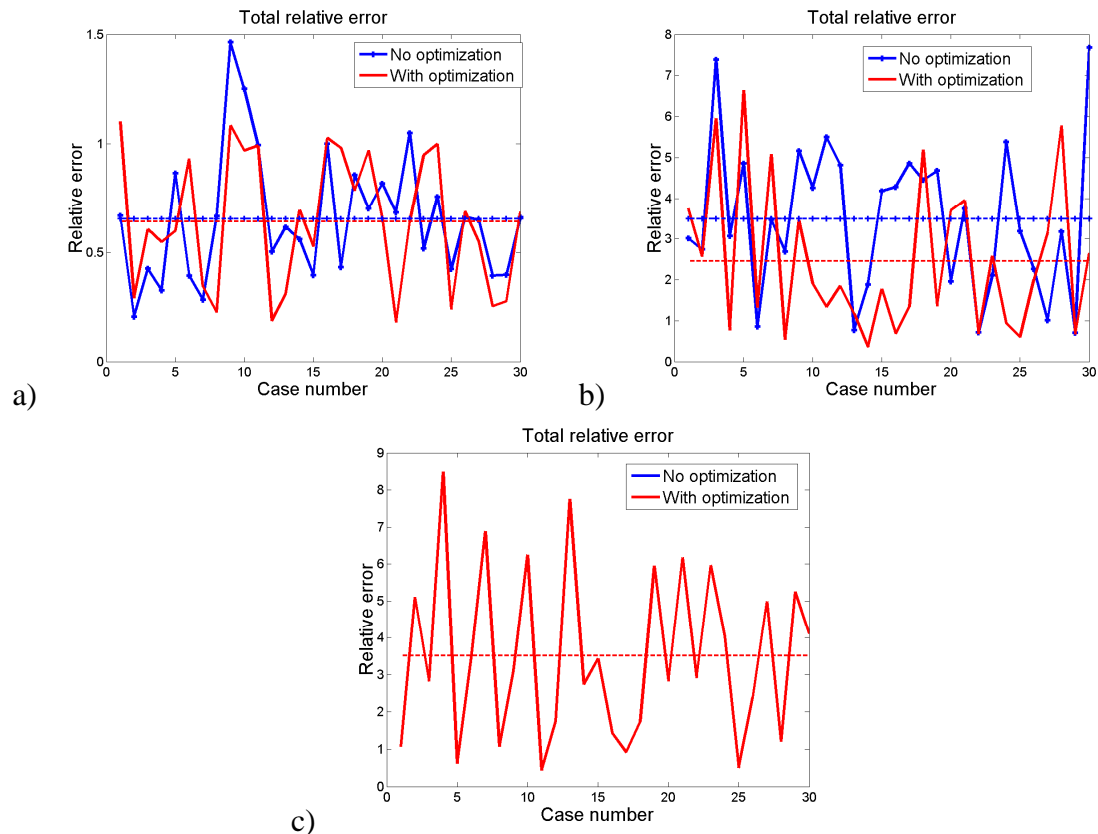 Total relative error
1.5
1
0.5
0
Relative error
No optimization
With optimization
0 5 10 15 20 25 30
Case number
a)
Total relative error
8
7
6
5
4
3
2
1
0
Relative error
No optimization
With optimization
0 5 10 15 20 25 30
Case number
b)
Total relative error
9
8
7
6
5
4
3
2
1
0
Relative error
No optimization
With optimization
0 5 10 15 20 25 30
Case number
c)